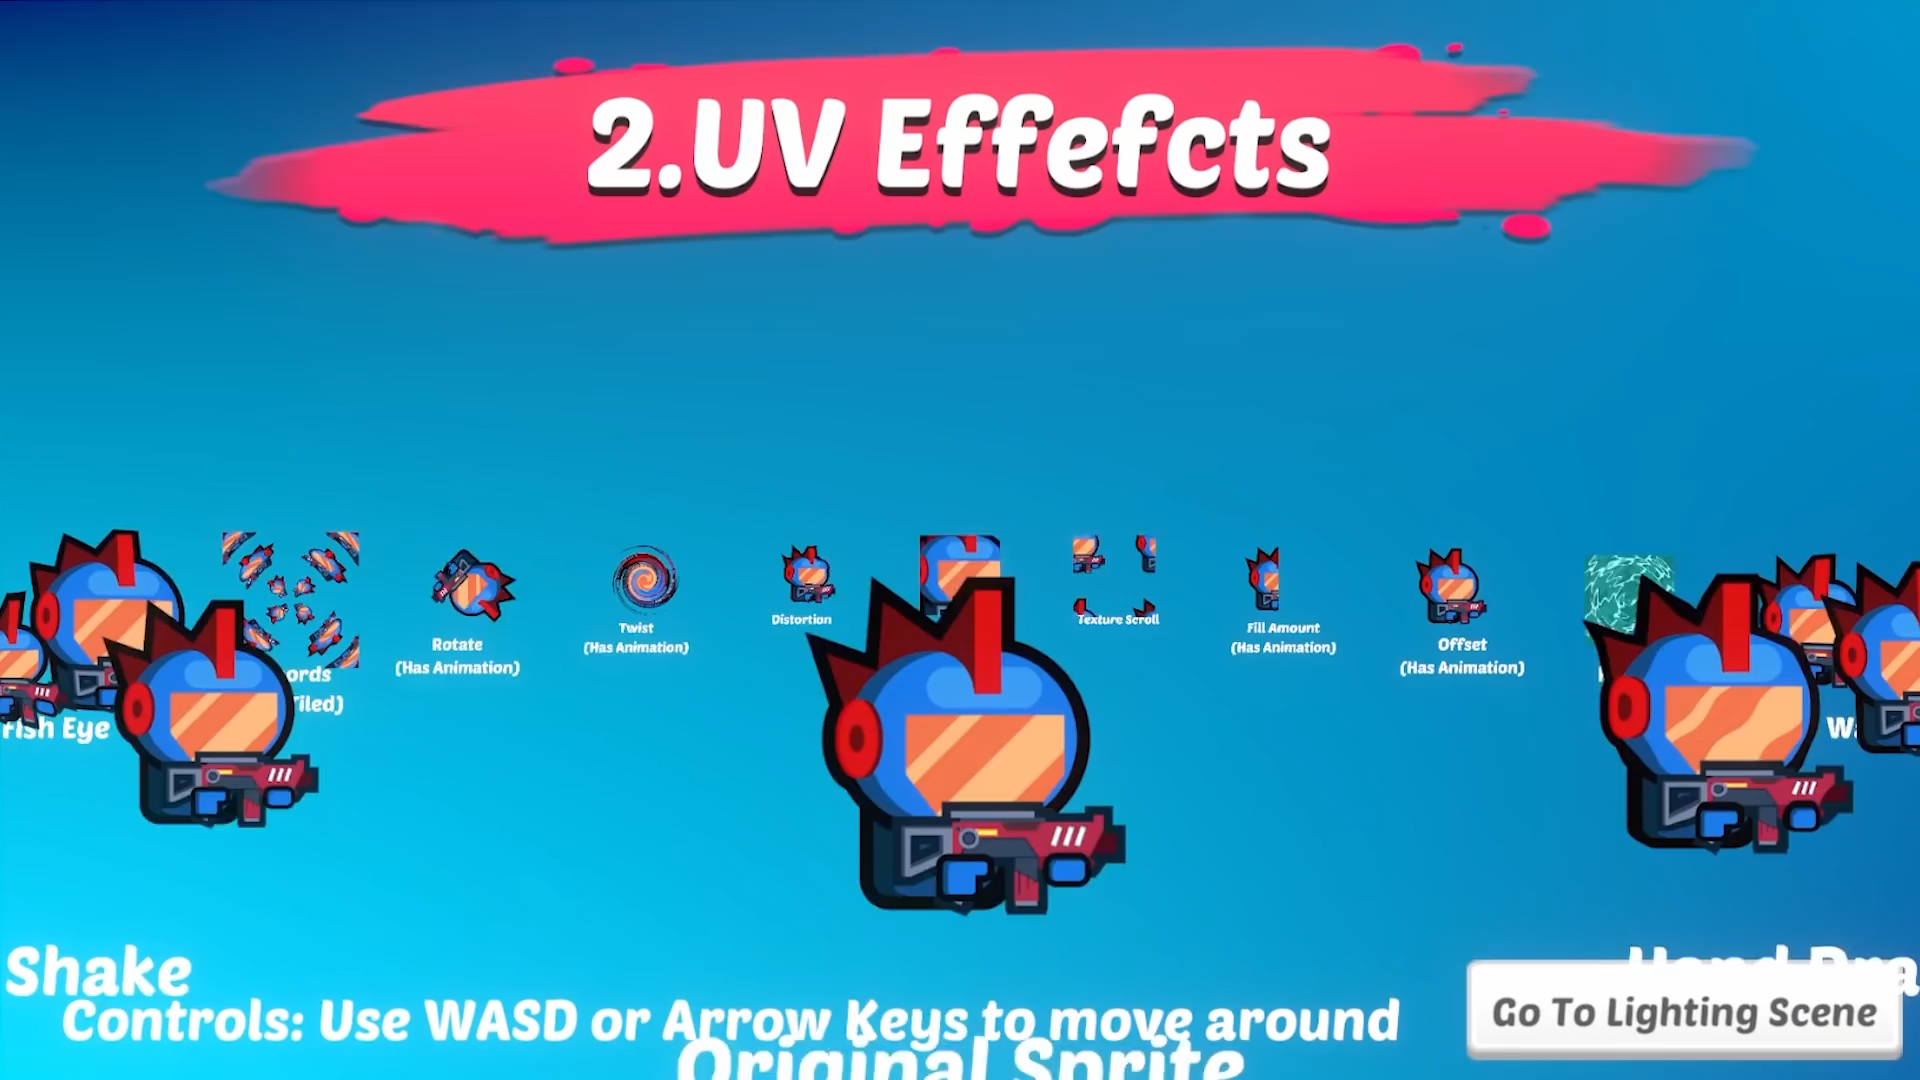 2.UV Effefcts
Distortion
Texture Scroll
Twist
(Has Animation)
Fill Amount
(Has Animation)
Rotate
(Has Animation)
Offset
(Has Animation)
ords
iled)
Fish Eye
Shake
Controls: Use WASD or Arrow Keys to move around
Go To Lighting Scene
Original Sprite